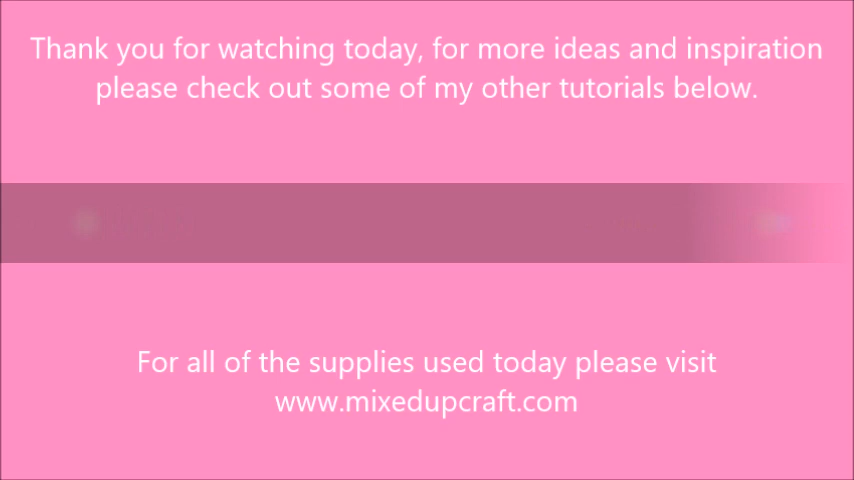 Thank you for watching today, for more ideas and inspiration
please check out some of my other tutorials below.
For all of the supplies used today please visit
www.mixedupcraft.com